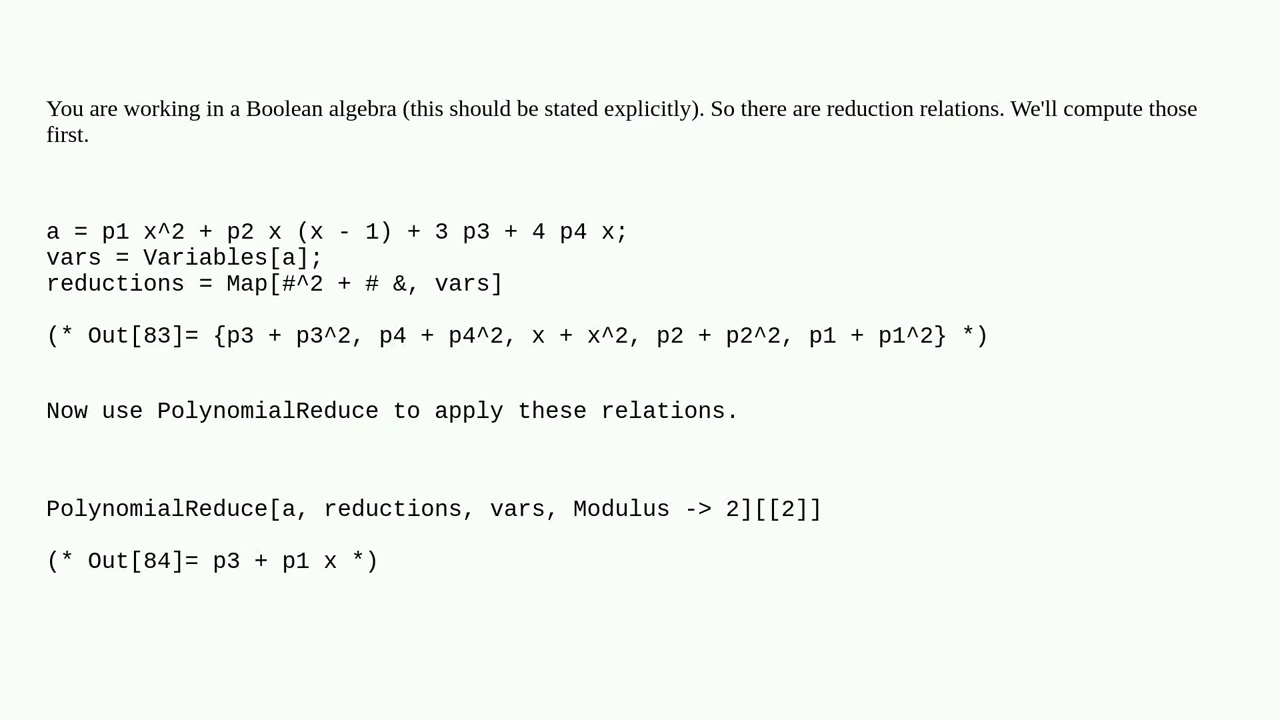 You are working in a Boolean algebra (this should be stated explicitly). So there are reduction relations. We'll compute those
first.
a = p1 x^2 + p2 x (x - 1) + 3 p3 + 4 p4 x;
vars = Variables[a];
reductions = Map[#^2 + # &, vars]
(* Out[83]= {p3 + p3^2, p4 + p4^2, x + x^2, p2 + p2^2, p1 + p1^2} *)
Now use PolynomialReduce to apply these relations.
PolynomialReduce[a, reductions, vars, Modulus -> 2][[2]]
(* Out[84]= p3 + p1 x *)